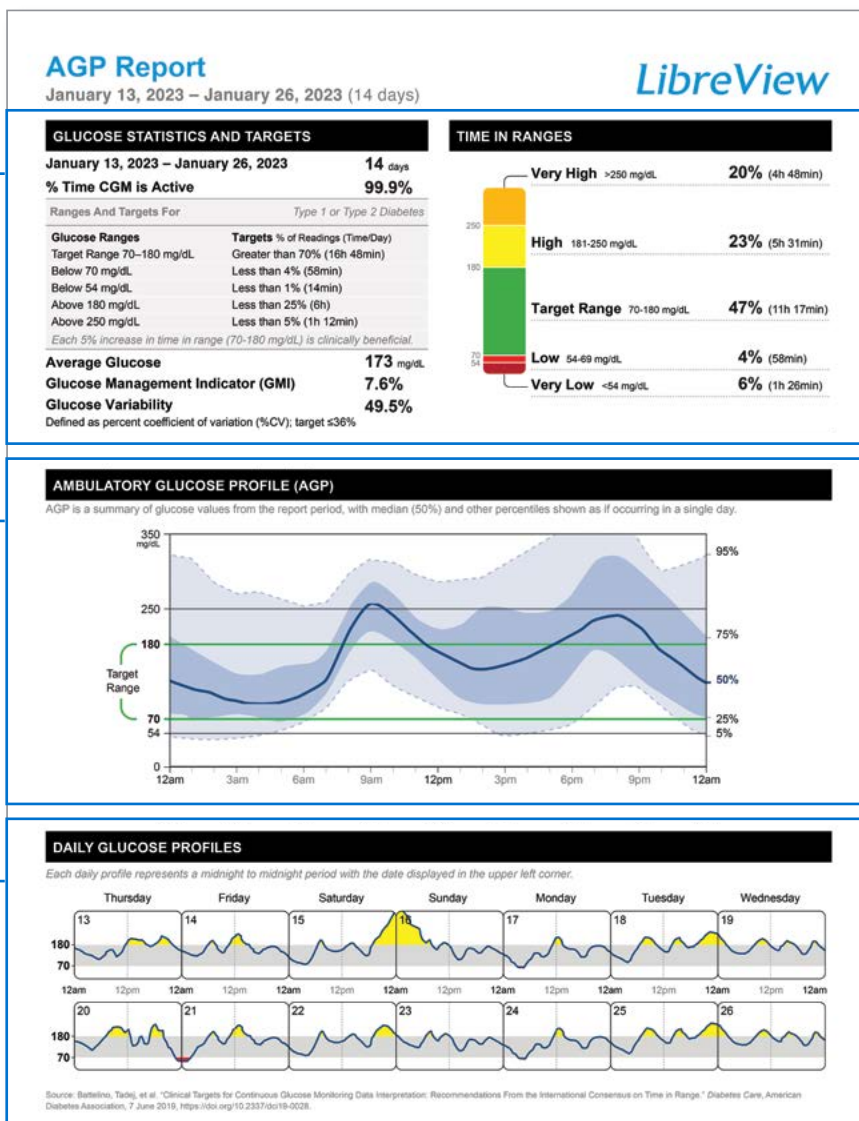 AGP Report
January 13, 2023 – January 26, 2023 (14 days)
LibreView
GLUCOSE STATISTICS AND TARGETS
January 13, 2023 – January 26, 2023 14 days
% Time CGM is Active 99.9%
Ranges And Targets For Type 1 or Type 2 Diabetes
Glucose Ranges Targets % of Readings (Time/Day)
Target Range 70–180 mg/dL Greater than 70% (16h 48min)
Below 70 mg/dL Less than 4% (58min)
Below 54 mg/dL Less than 1% (14min)
Above 180 mg/dL Less than 25% (6h)
Above 250 mg/dL Less than 5% (1h 12min)
Each 5% increase in time in range (70-180 mg/dL) is clinically beneficial.
Average Glucose 173 mg/dL
Glucose Management Indicator (GMI) 7.6%
Glucose Variability 49.5%
Defined as percent coefficient of variation (%CV); target ≤36%
TIME IN RANGES
Very High >250 mg/dL 20% (4h 48min)
250
High 181-250 mg/dL 23% (5h 31min)
180
Target Range 70-180 mg/dL 47% (11h 17min)
70
Low 54-69 mg/dL 4% (58min)
54
Very Low <54 mg/dL 6% (1h 26min)
AMBULATORY GLUCOSE PROFILE (AGP)
AGP is a summary of glucose values from the report period, with median (50%) and other percentiles shown as if occurring in a single day.
350
mg/dL
95%
250
75%
180
Target
Range
50%
70
25%
54
5%
0
12am 3am 6am 9am 12pm 3pm 6pm 9pm 12am
DAILY GLUCOSE PROFILES
Each daily profile represents a midnight to midnight period with the date displayed in the upper left corner.
Thursday Friday Saturday Sunday Monday Tuesday Wednesday
13 14 15 16 17 18 19
180
70
12am 12pm 12am 12pm 12am 12pm 12am 12pm 12am 12pm 12am 12pm 12am 12pm 12am
20 21 22 23 24 25 26
180
70
Source: Battelino, Tadej, et al. "Clinical Targets for Continuous Glucose Monitoring Data Interpretation: Recommendations From the International Consensus on Time in Range." Diabetes Care, American
Diabetes Association, 7 June 2019, https://doi.org/10.2337/dci19-0028.